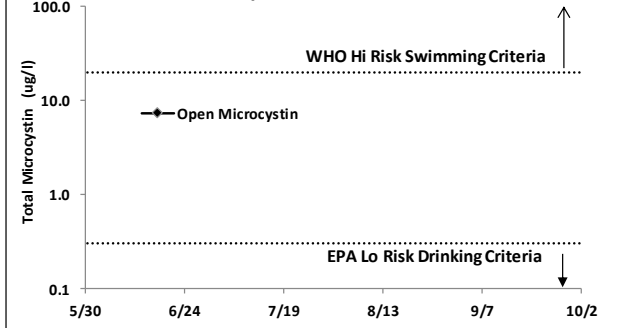 100.0
WHO Hi Risk Swimming Criteria
10.0
Open Microcystin
Total Microcystin (ug/l)
1.0
EPA Lo Risk Drinking Criteria
0.1
5/30 6/24 7/19 8/13 9/7 10/2